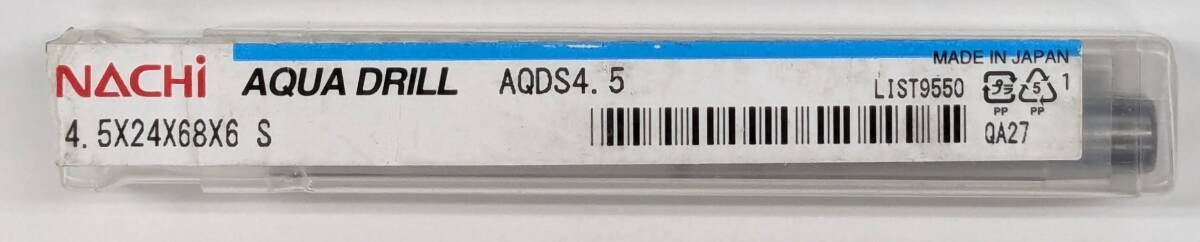 MADE IN JAPAN
NACHi AQUA DRILL AQDS4.5 LIST9550 プラ 5 1
PP PP
4.5X24X68X6 S QA27